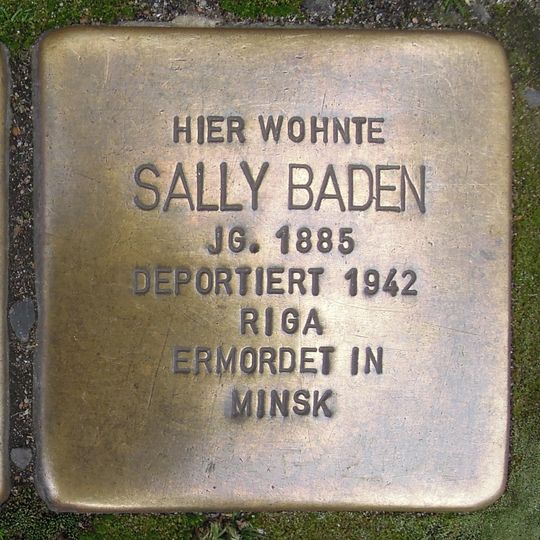 HIER WOHNTE
SALLY BADEN
JG. 1885
DEPORTIERT 1942
RIGA
ERMORDET IN
MINSK